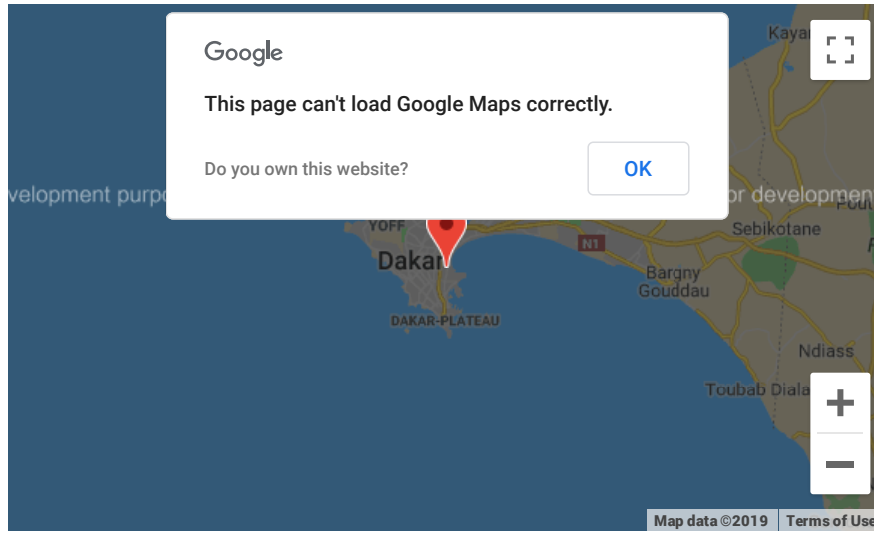 Google
This page can't load Google Maps correctly.
Do you own this website?
OK
velopment purpo
or developmen
Kaya
YOFF
Dakar
DAKAR-PLATEAU
N1
Sebikotane
Bargny
Gouddau
Ndiass
Toubab Diala
Map data ©2019
Terms of Use